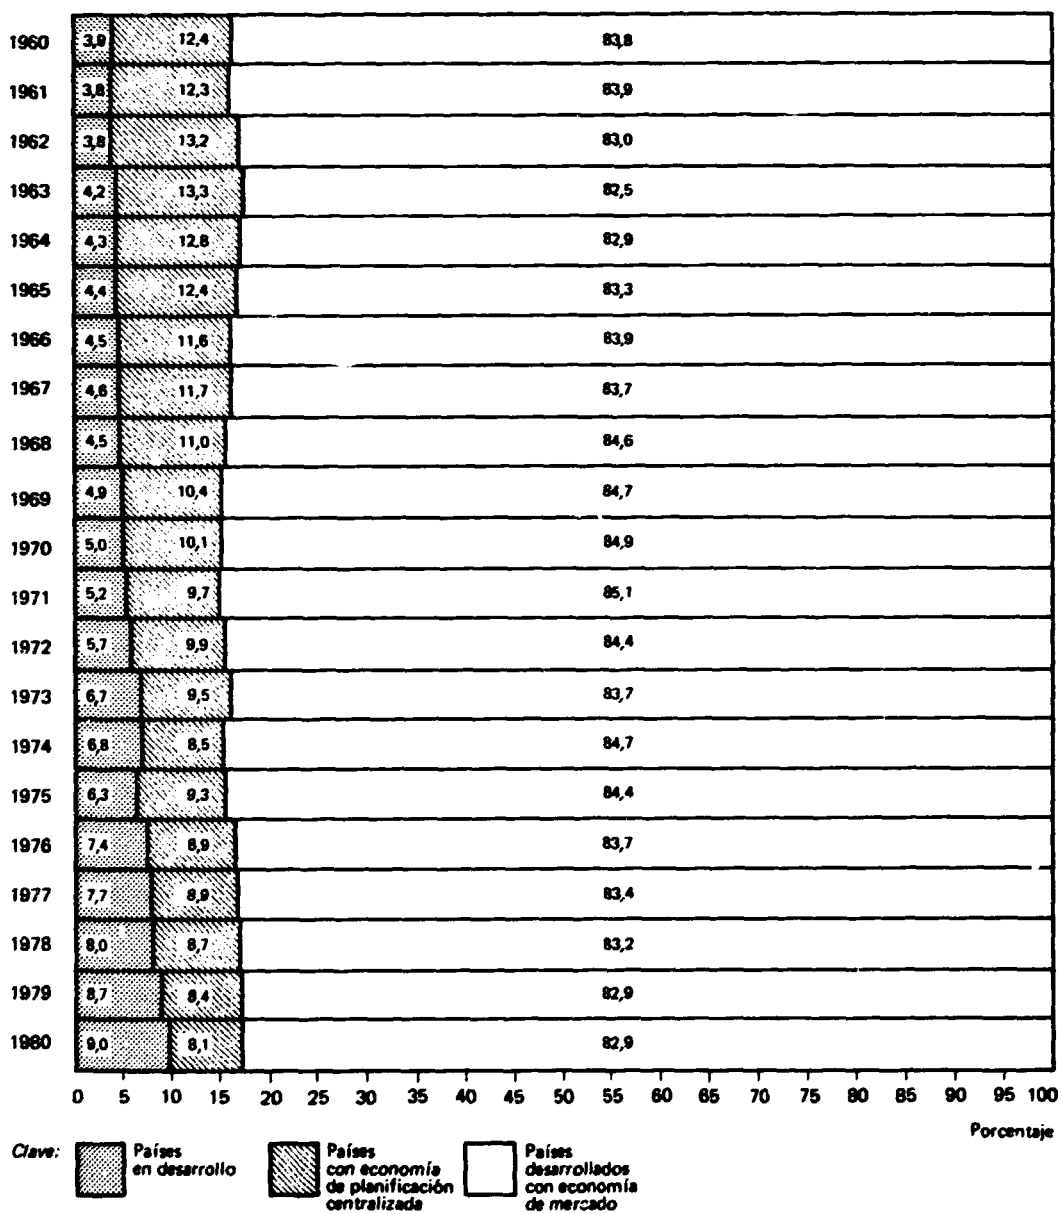 1960 3,9 12,4 83,8
1961 3,8 12,3 83,9
1962 3,8 13,2 83,0
1963 4,2 13,3 82,5
1964 4,3 12,8 82,9
1965 4,4 12,4 83,3
1966 4,5 11,6 83,9
1967 4,6 11,7 83,7
1968 4,5 11,0 84,6
1969 4,9 10,4 84,7
1970 5,0 10,1 84,9
1971 5,2 9,7 85,1
1972 5,7 9,9 84,4
1973 6,7 9,5 83,7
1974 6,8 8,5 84,7
1975 6,3 9,3 84,4
1976 7,4 8,9 83,7
1977 7,7 8,9 83,4
1978 8,0 8,7 83,2
1979 8,7 8,4 82,9
1980 9,0 8,1 82,9
0 5 10 15 20 25 30 35 40 45 50 55 60 65 70 75 80 85 90 95 100
Porcentaje
Clave:
Países
en desarrollo
Países
con economía
de planificación
centralizada
Países
desarrollados
con economía
de mercado